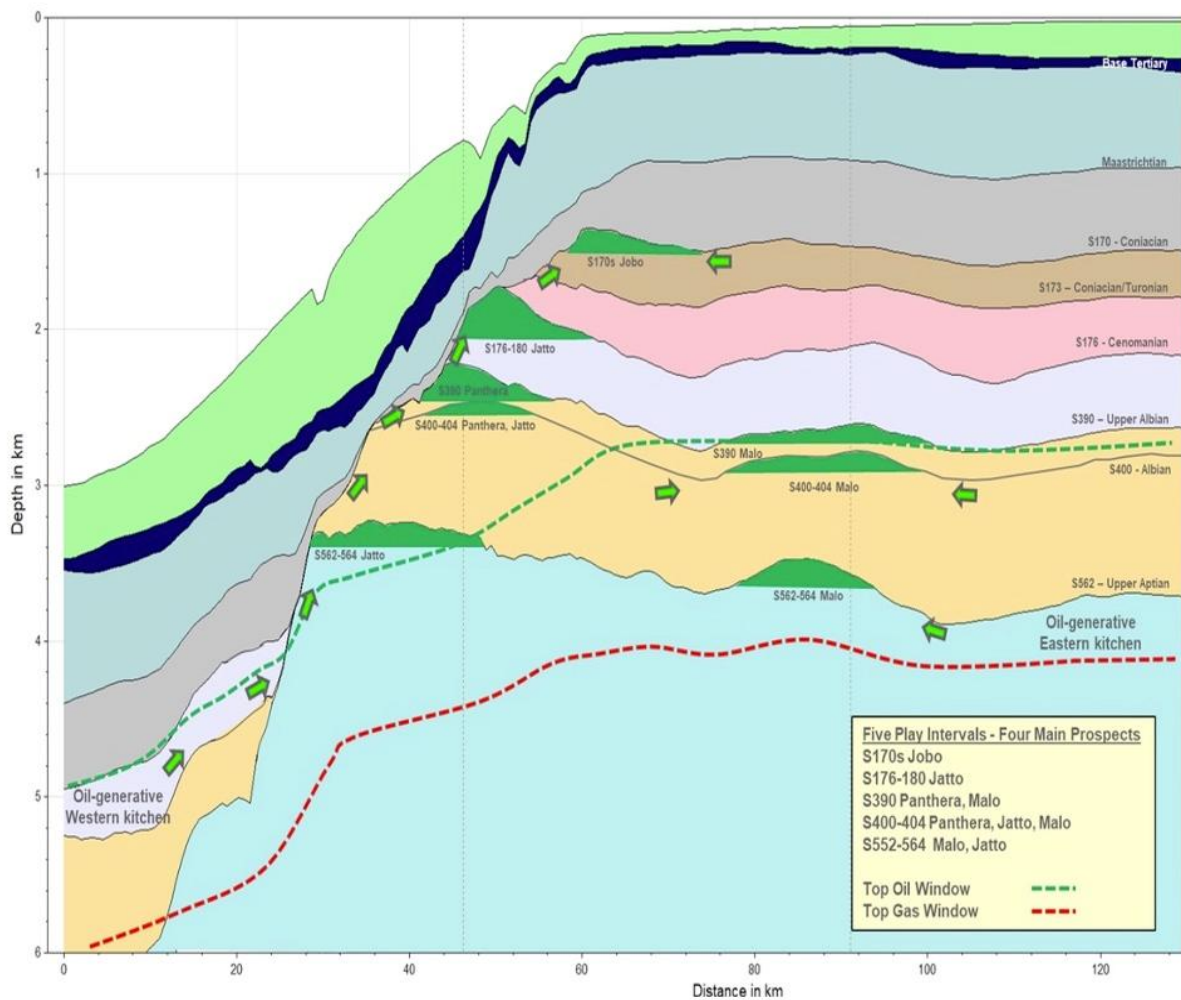 0
1
2
3
4
5
6
Depth in km
0
20
40
60
80
100
120
Distance in km
Base Tertiary
Maastrichtian
S170 - Coniacian
S170s Jobo
S173 – Coniacian/Turonian
S176 - Cenomanian
S176-180 Jatto
S390 Panthera
S390 – Upper Albian
S400-404 Panthera, Jatto
S390 Malo
S400 - Albian
S400-404 Malo
S562-564 Jatto
S562-564 Malo
S562 – Upper Aptian
Oil-generative
Eastern kitchen
Oil-generative
Western kitchen
Five Play Intervals - Four Main Prospects
S170s Jobo
S176-180 Jatto
S390 Panthera, Malo
S400-404 Panthera, Jatto, Malo
S552-564 Malo, Jatto
Top Oil Window
Top Gas Window